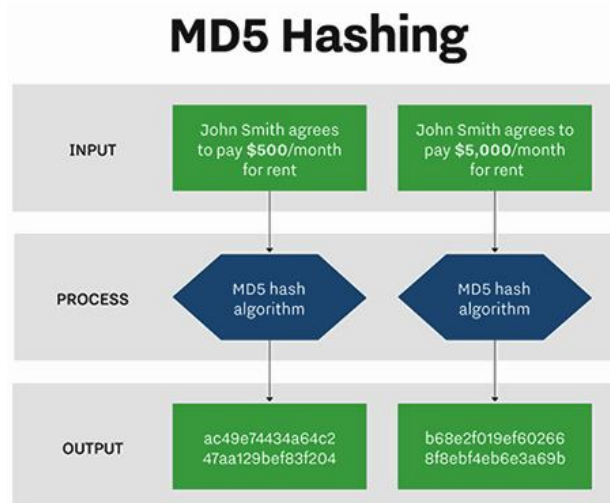 MD5 Hashing
INPUT
John Smith agrees
to pay $500/month
for rent
John Smith agrees to
pay $5,000/month
for rent
PROCESS
MD5 hash
algorithm
MD5 hash
algorithm
OUTPUT
ac49e74434a64c2
47aa129bef83f204
b68e2f019ef60266
8f8ebf4eb6e3a69b